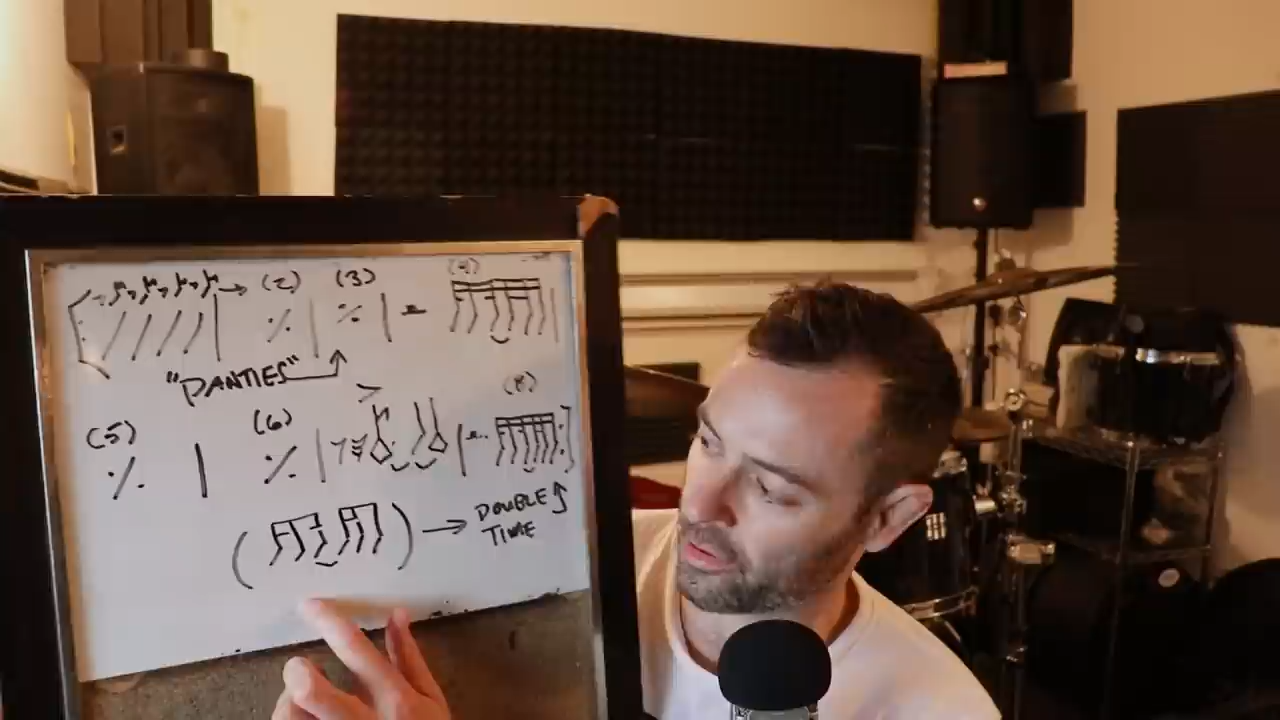 (2) (3) (4)
"PANTIES"
(5) (6) (8)
DOUBLE
TIME